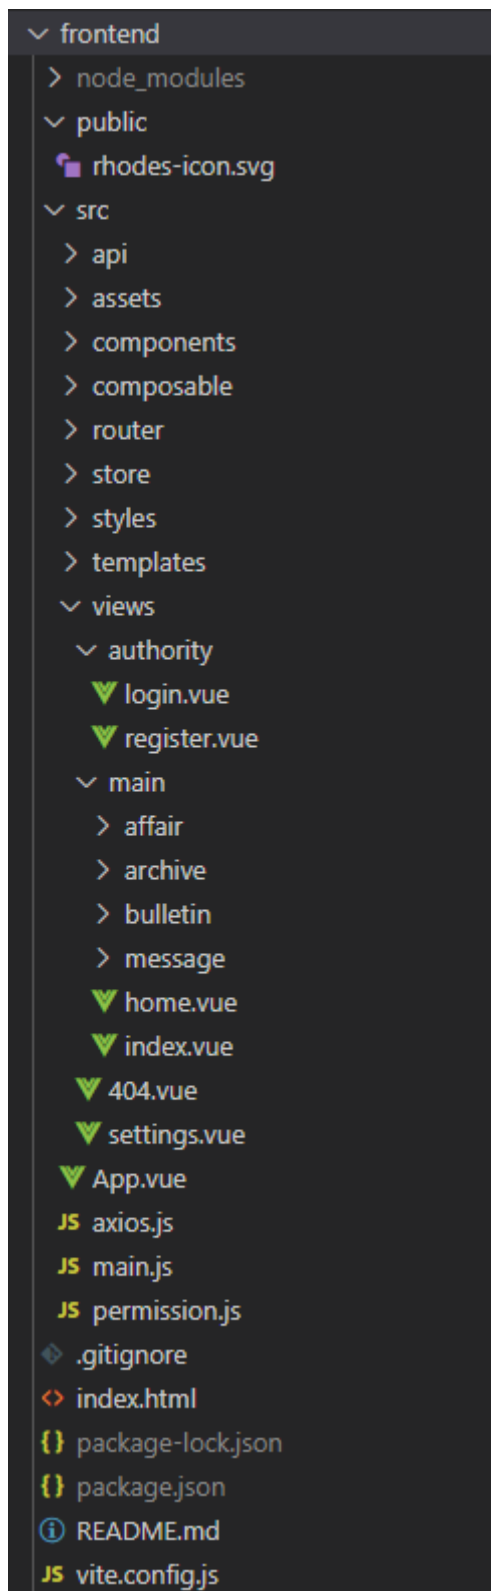 frontend
node_modules
public
rhodes-icon.svg
src
api
assets
components
composable
router
store
styles
templates
views
authority
login.vue
register.vue
main
affair
archive
bulletin
message
home.vue
index.vue
404.vue
settings.vue
App.vue
JS axios.js
JS main.js
JS permission.js
.gitignore
<> index.html
{} package-lock.json
{} package.json
README.md
JS vite.config.js